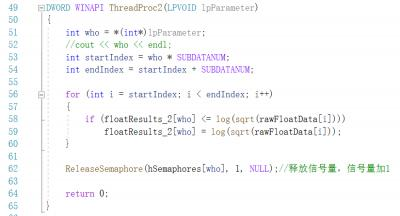 49 DWORD WINAPI ThreadProc2(LPVOID lpParameter)
50 {
51 int who = *(int*)lpParameter;
52 //cout << who << endl;
53 int startIndex = who * SUBDATANUM;
54 int endIndex = startIndex + SUBDATANUM;
55
56 for (int i = startIndex; i < endIndex; i++)
57 {
58 if (floatResults_2[who] <= log(sqrt(rawFloatData[i])))
59 floatResults_2[who] = log(sqrt(rawFloatData[i]));
60 }
61
62 ReleaseSemaphore(hSemaphores[who], 1, NULL);//释放信号量，信号量加1
63
64 return 0;
65 }